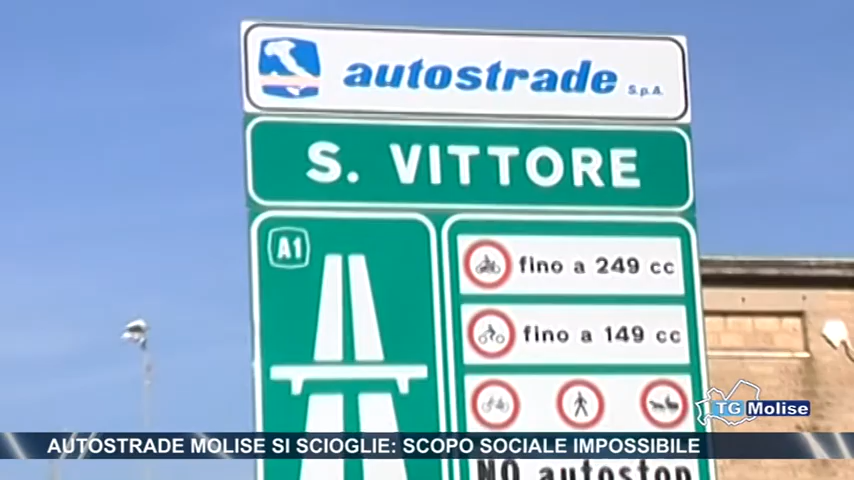 autostrade S.p.A.
S. VITTORE
A1
fino a 249 cc
fino a 149 cc
NO autostop
TG Molise
AUTOSTRADE MOLISE SI SCIOGLIE: SCOPO SOCIALE IMPOSSIBILE